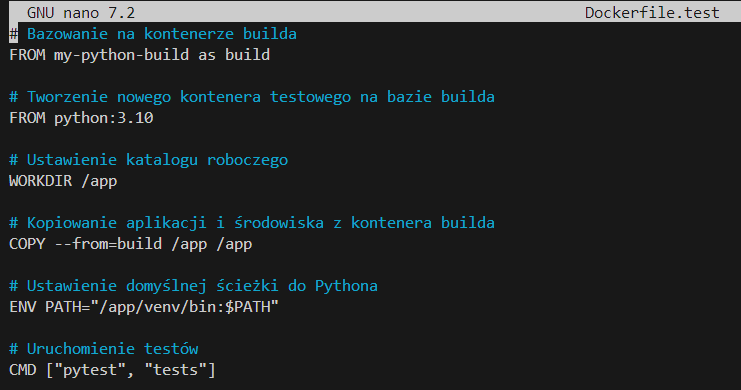 GNU nano 7.2 Dockerfile.test
# Bazowanie na kontenerze builda
FROM my-python-build as build
# Tworzenie nowego kontenera testowego na bazie builda
FROM python:3.10
# Ustawienie katalogu roboczego
WORKDIR /app
# Kopiowanie aplikacji i środowiska z kontenera builda
COPY --from=build /app /app
# Ustawienie domyślnej ścieżki do Pythona
ENV PATH="/app/venv/bin:$PATH"
# Uruchomienie testów
CMD ["pytest", "tests"]